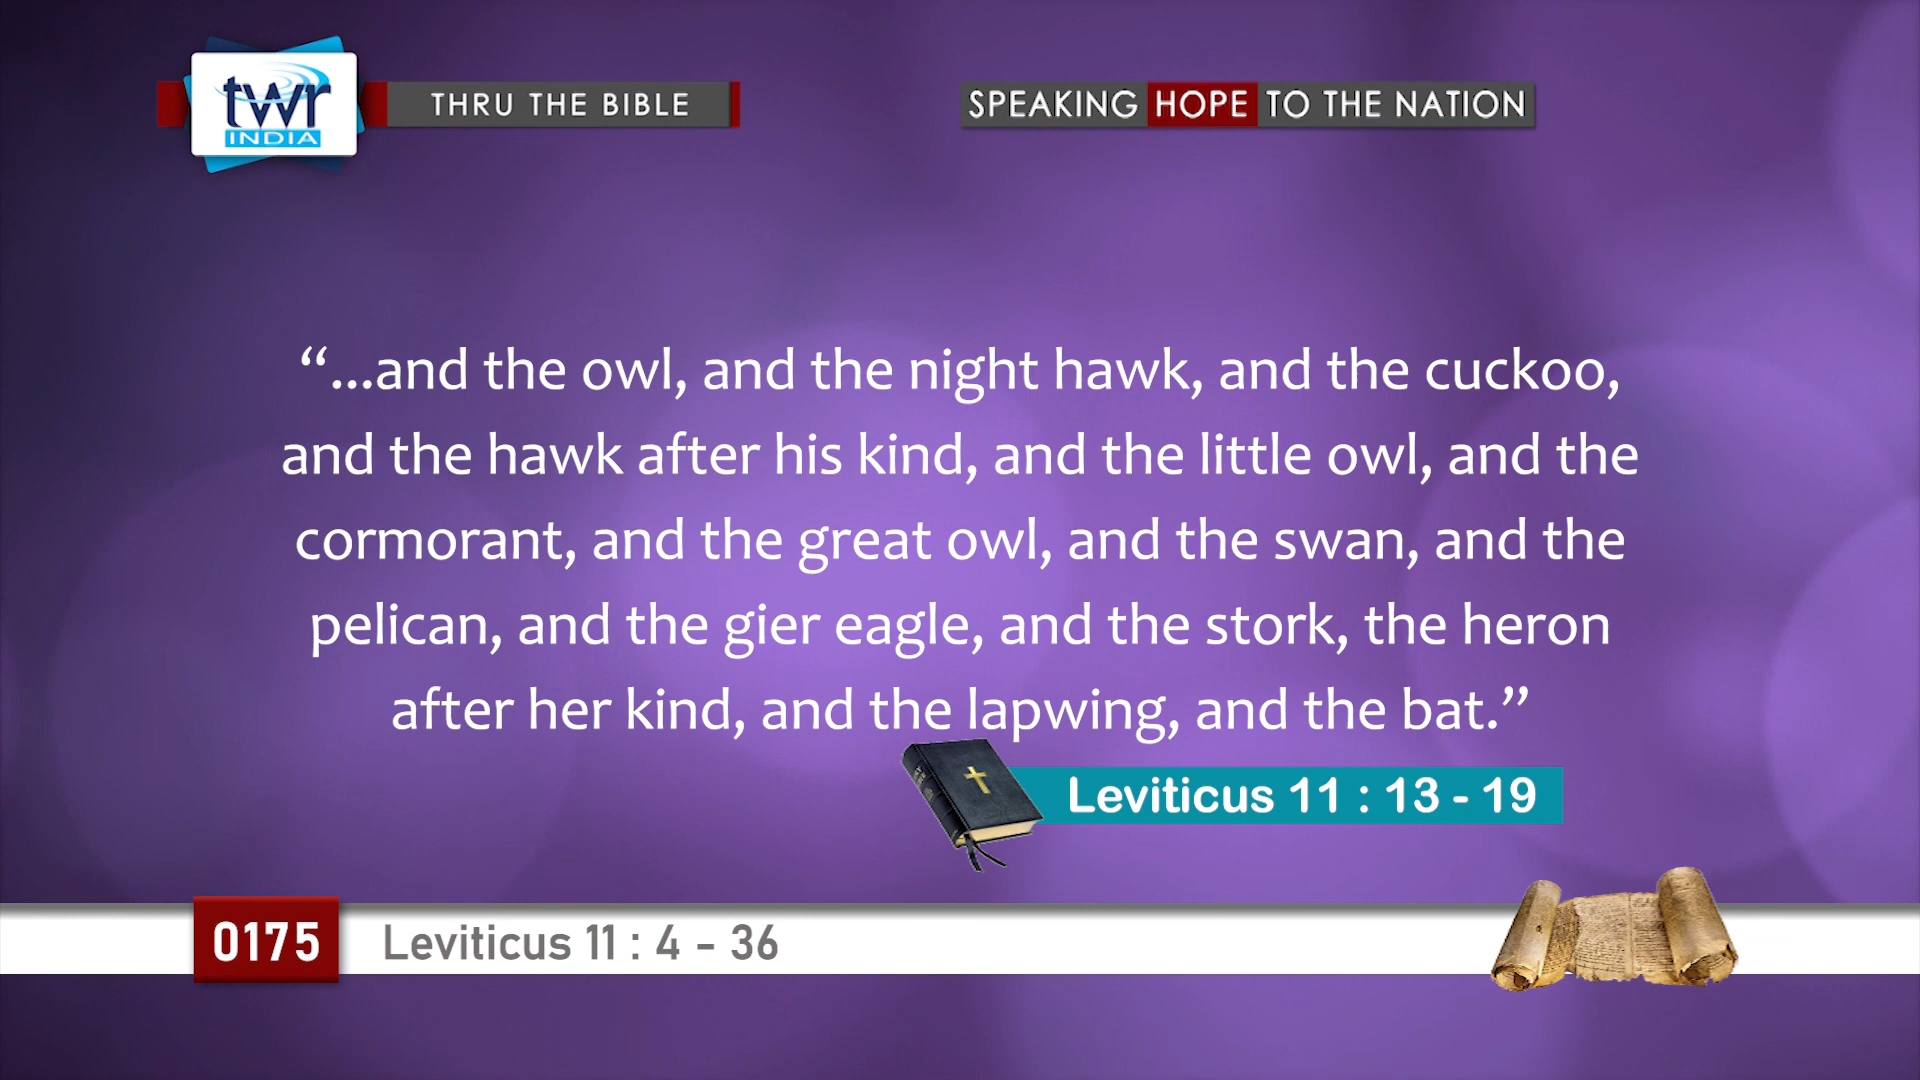 twr
INDIA
THRU THE BIBLE
SPEAKING HOPE TO THE NATION
“...and the owl, and the night hawk, and the cuckoo,
and the hawk after his kind, and the little owl, and the
cormorant, and the great owl, and the swan, and the
pelican, and the gier eagle, and the stork, the heron
after her kind, and the lapwing, and the bat.”
Leviticus 11 : 13 - 19
0175
Leviticus 11 : 4 - 36